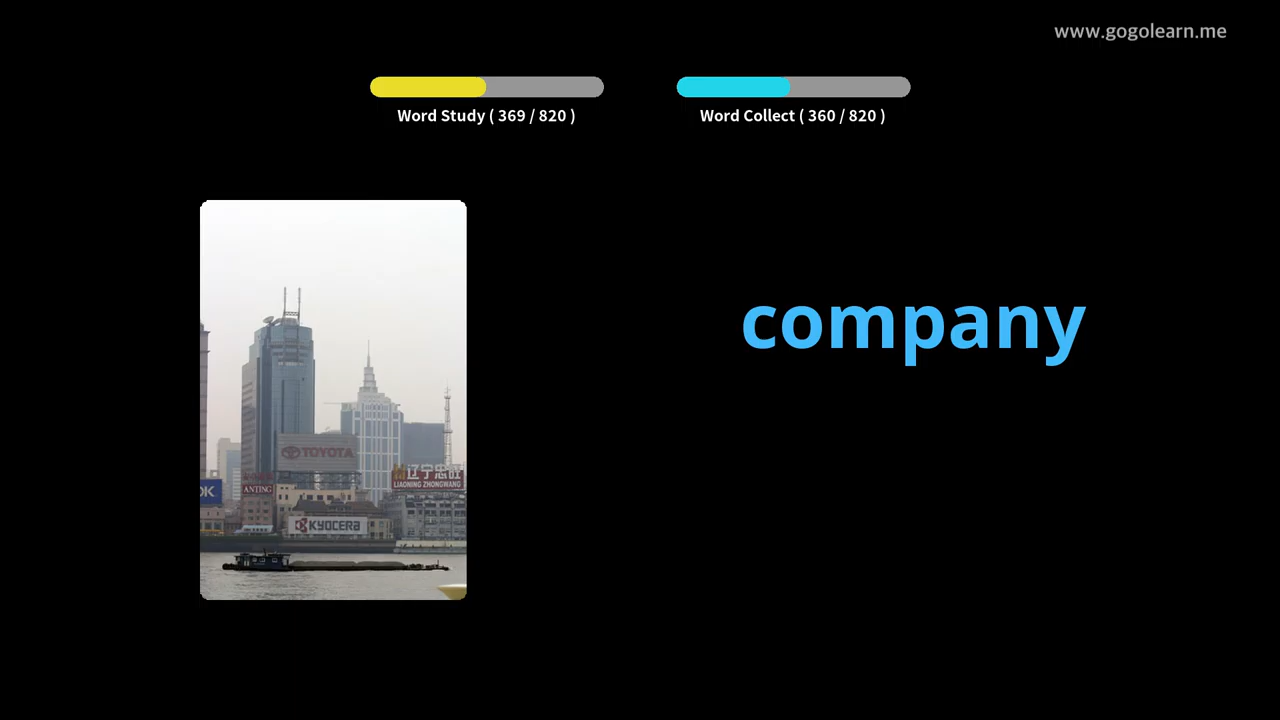 www.gogolearn.me
Word Study ( 369 / 820 )
Word Collect ( 360 / 820 )
company
TOYOTA
辽宁忠旺
LIAONING ZHONGWANG
OK
ANTING
KYOCERA